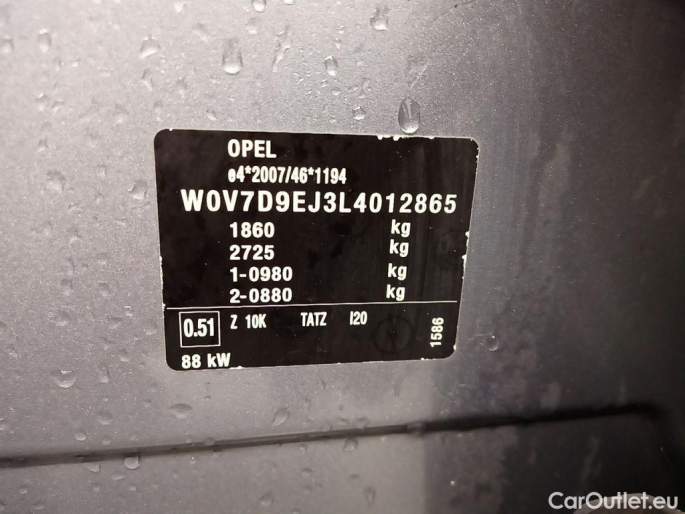 OPEL
e4*2007/46*1194
W0V7D9EJ3L4012865
1860 kg
2725 kg
1-0980 kg
2-0880 kg
0.51 Z 10K TATZ I20
88 kW
1586
CarOutlet.eu